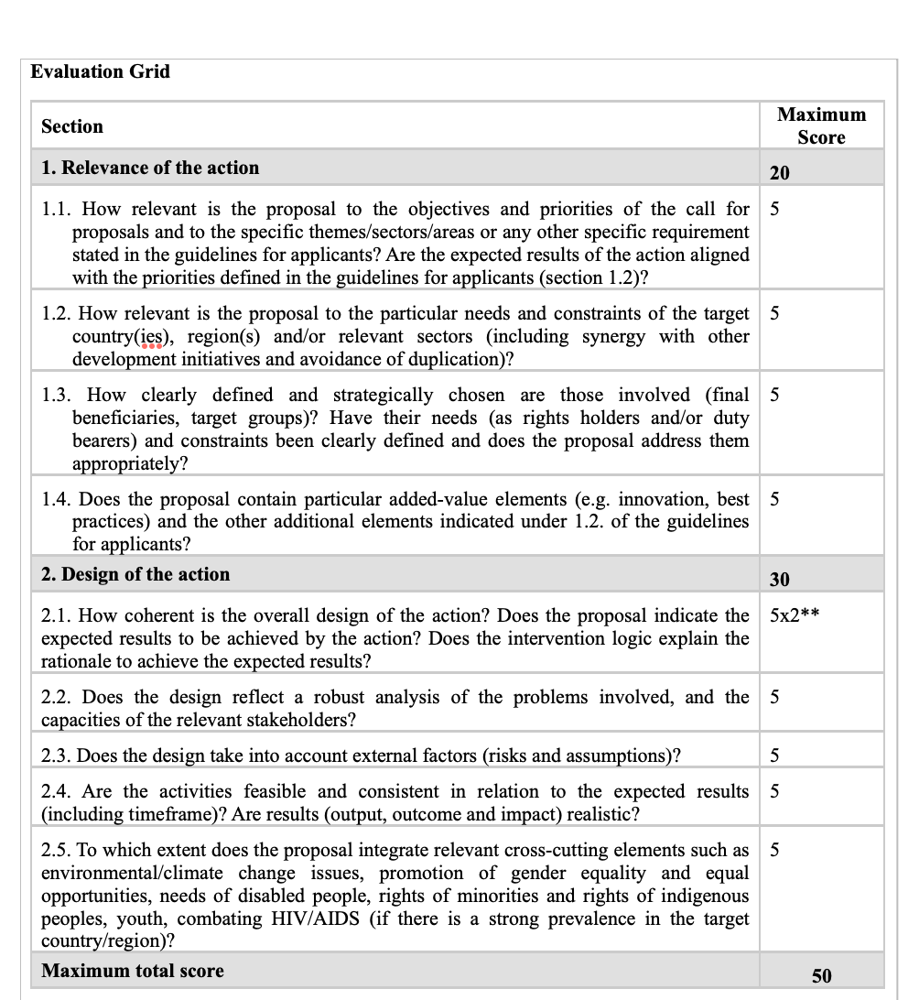 Evaluation Grid
Section
Maximum
Score
1. Relevance of the action
20
1.1. How relevant is the proposal to the objectives and priorities of the call for
5
proposals and to the specific themes/sectors/areas or any other specific requirement
stated in the guidelines for applicants? Are the expected results of the action aligned
with the priorities defined in the guidelines for applicants (section 1.2)?
1.2. How relevant is the proposal to the particular needs and constraints of the target
5
country(ies), region(s) and/or relevant sectors (including synergy with other
development initiatives and avoidance of duplication)?
1.3. How clearly defined and strategically chosen are those involved (final
5
beneficiaries, target groups)? Have their needs (as rights holders and/or duty
bearers) and constraints been clearly defined and does the proposal address them
appropriately?
1.4. Does the proposal contain particular added-value elements (e.g. innovation, best
5
practices) and the other additional elements indicated under 1.2. of the guidelines
for applicants?
2. Design of the action
30
2.1. How coherent is the overall design of the action? Does the proposal indicate the
5x2**
expected results to be achieved by the action? Does the intervention logic explain the
rationale to achieve the expected results?
2.2. Does the design reflect a robust analysis of the problems involved, and the
5
capacities of the relevant stakeholders?
2.3. Does the design take into account external factors (risks and assumptions)?
5
2.4. Are the activities feasible and consistent in relation to the expected results
5
(including timeframe)? Are results (output, outcome and impact) realistic?
2.5. To which extent does the proposal integrate relevant cross-cutting elements such as
5
environmental/climate change issues, promotion of gender equality and equal
opportunities, needs of disabled people, rights of minorities and rights of indigenous
peoples, youth, combating HIV/AIDS (if there is a strong prevalence in the target
country/region)?
Maximum total score
50